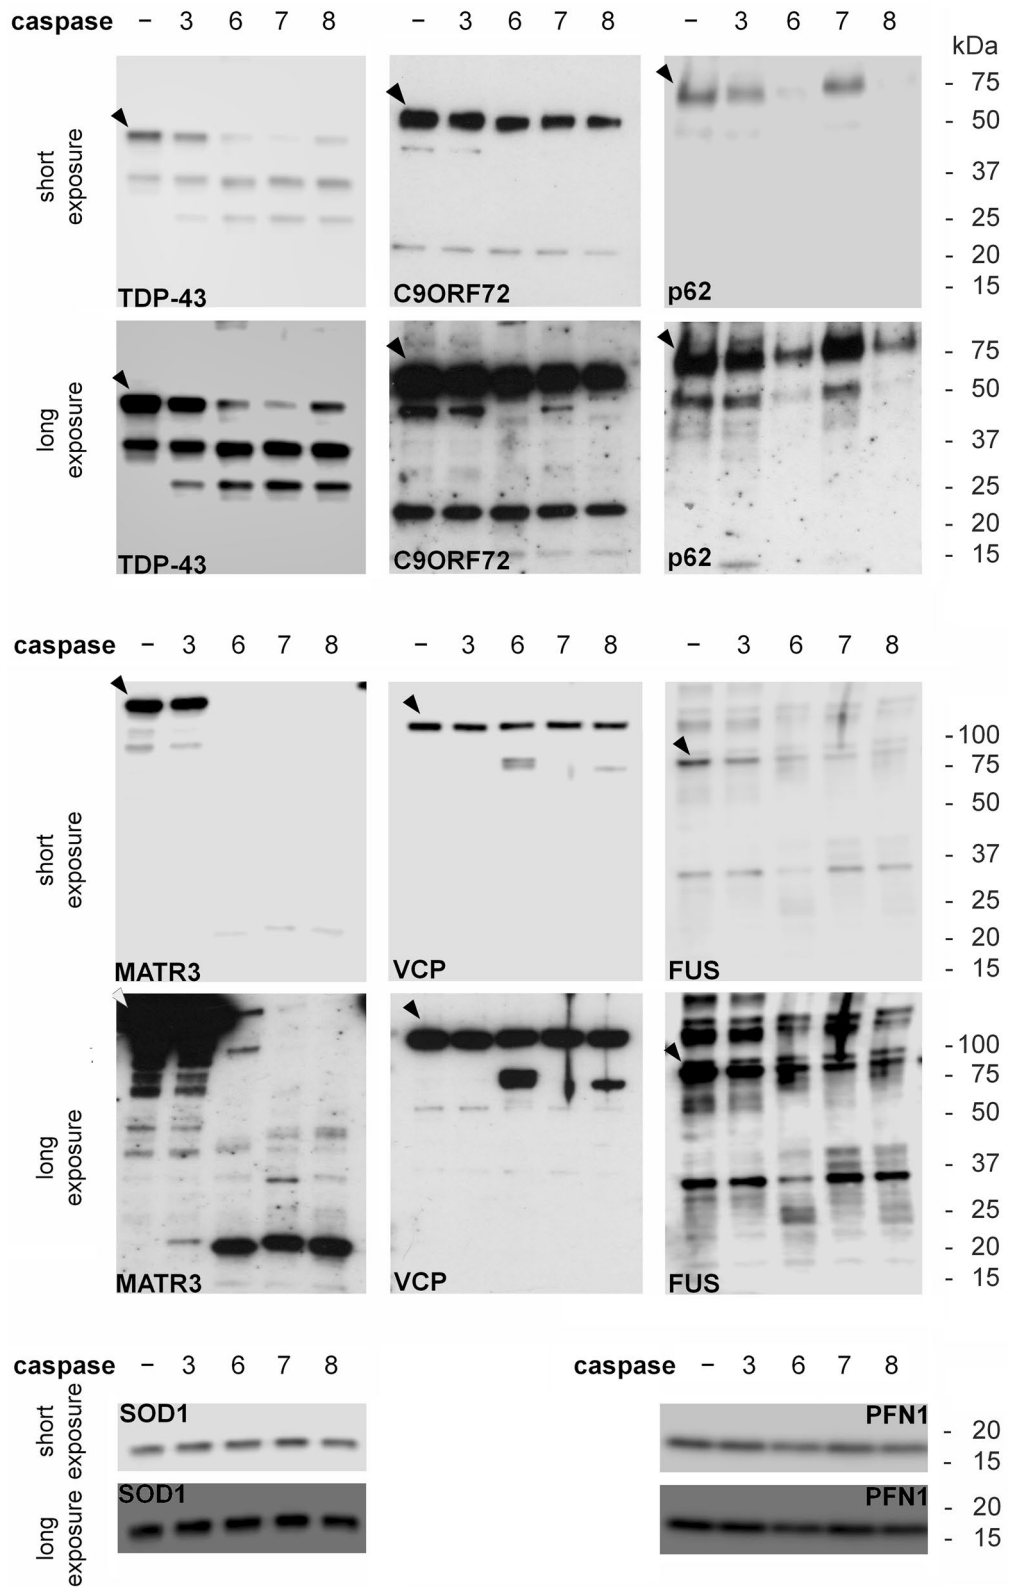 caspase – 3 6 7 8 – 3 6 7 8 – 3 6 7 8
kDa
short exposure
TDP-43 C9ORF72 p62
- 75
- 50
- 37
- 25
- 20
- 15
long exposure
TDP-43 C9ORF72 p62
- 75
- 50
- 37
- 25
- 20
- 15
caspase – 3 6 7 8 – 3 6 7 8 – 3 6 7 8
short exposure
MATR3 VCP FUS
- 100
- 75
- 50
- 37
- 25
- 20
- 15
long exposure
MATR3 VCP FUS
- 100
- 75
- 50
- 37
- 25
- 20
- 15
caspase – 3 6 7 8 caspase – 3 6 7 8
short exposure
SOD1 PFN1
- 20
- 15
long exposure
SOD1 PFN1
- 20
- 15